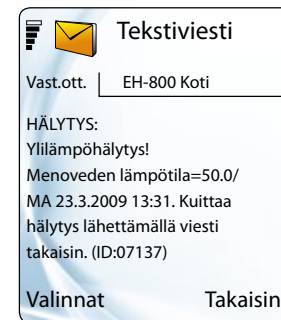 Tekstiviesti
Vast.ott. EH-800 Koti
HÄLYTYS:
Ylilämpöhälytys!
Menoveden lämpötila=50.0/
MA 23.3.2009 13:31. Kuittaa
hälytys lähettämällä viesti
takaisin. (ID:07137)
Valinnat Takaisin